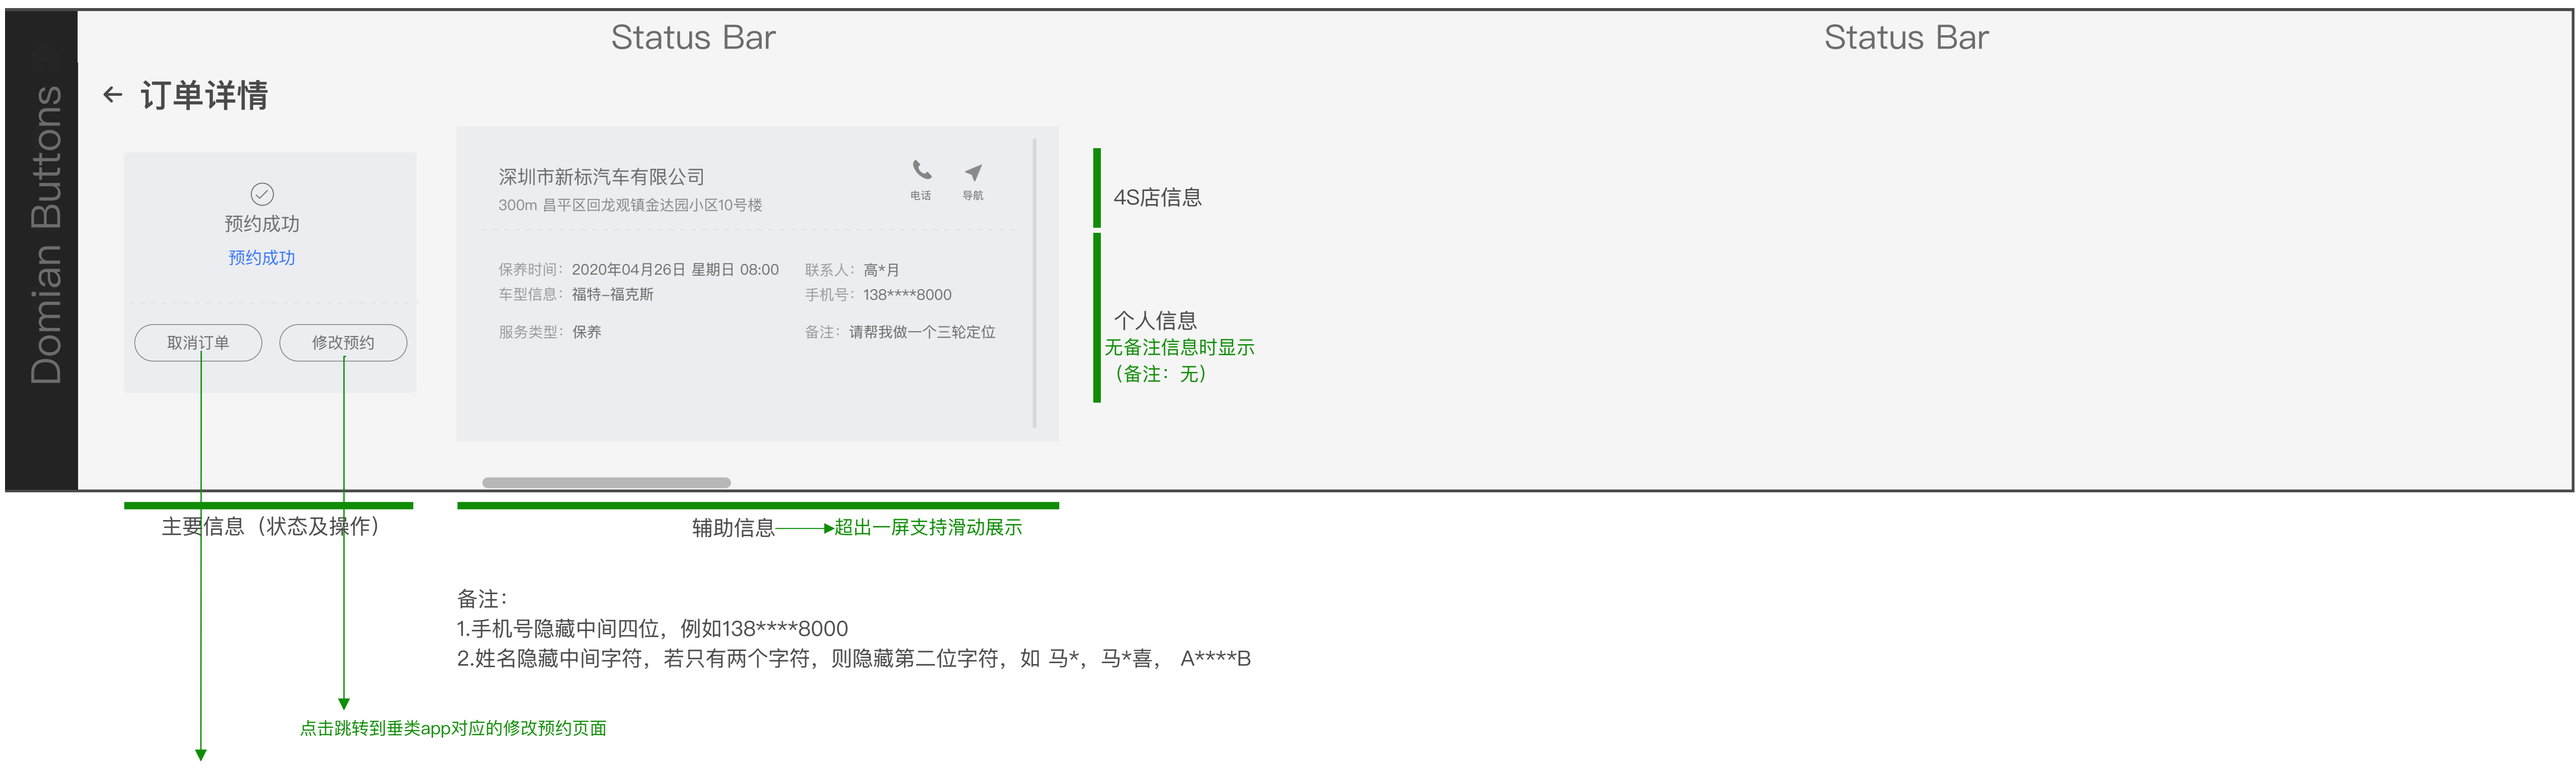 Status Bar
Status Bar
Domian Buttons
订单详情
预约成功
预约成功
取消订单
修改预约
深圳市新标汽车有限公司
300m 昌平区回龙观镇金达园小区10号楼
电话
导航
保养时间：2020年04月26日 星期日 08:00
联系人：高*月
车型信息：福特-福克斯
手机号：138****8000
服务类型：保养
备注：请帮我做一个三轮定位
4S店信息
个人信息
无备注信息时显示
（备注：无）
主要信息（状态及操作）
辅助信息
超出一屏支持滑动展示
备注：
1.手机号隐藏中间四位，例如138****8000
2.姓名隐藏中间字符，若只有两个字符，则隐藏第二位字符，如 马*，马*喜， A****B
点击跳转到垂类app对应的修改预约页面